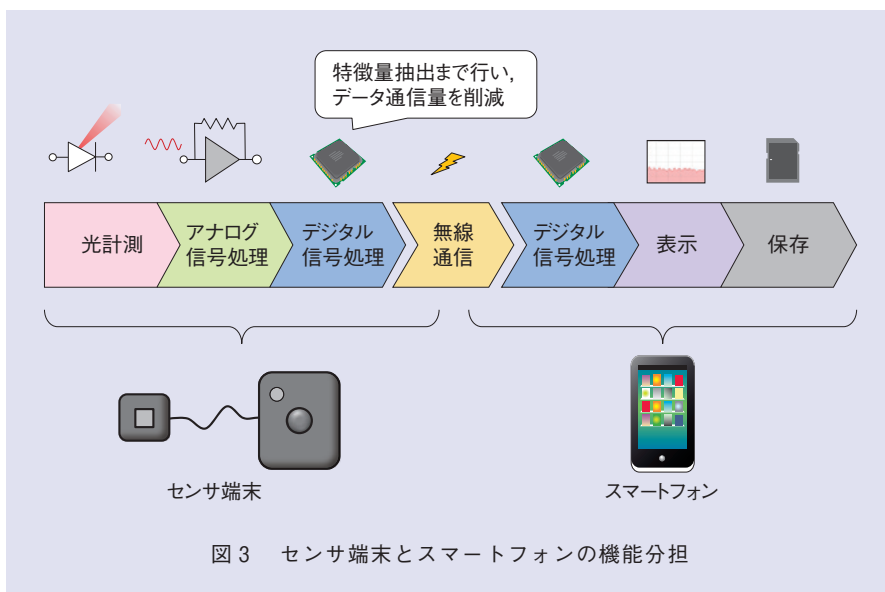 特徴量抽出まで行い，
データ通信量を削減
光計測
アナログ
信号処理
デジタル
信号処理
無線
通信
デジタル
信号処理
表示
保存
センサ端末
スマートフォン
図3　センサ端末とスマートフォンの機能分担